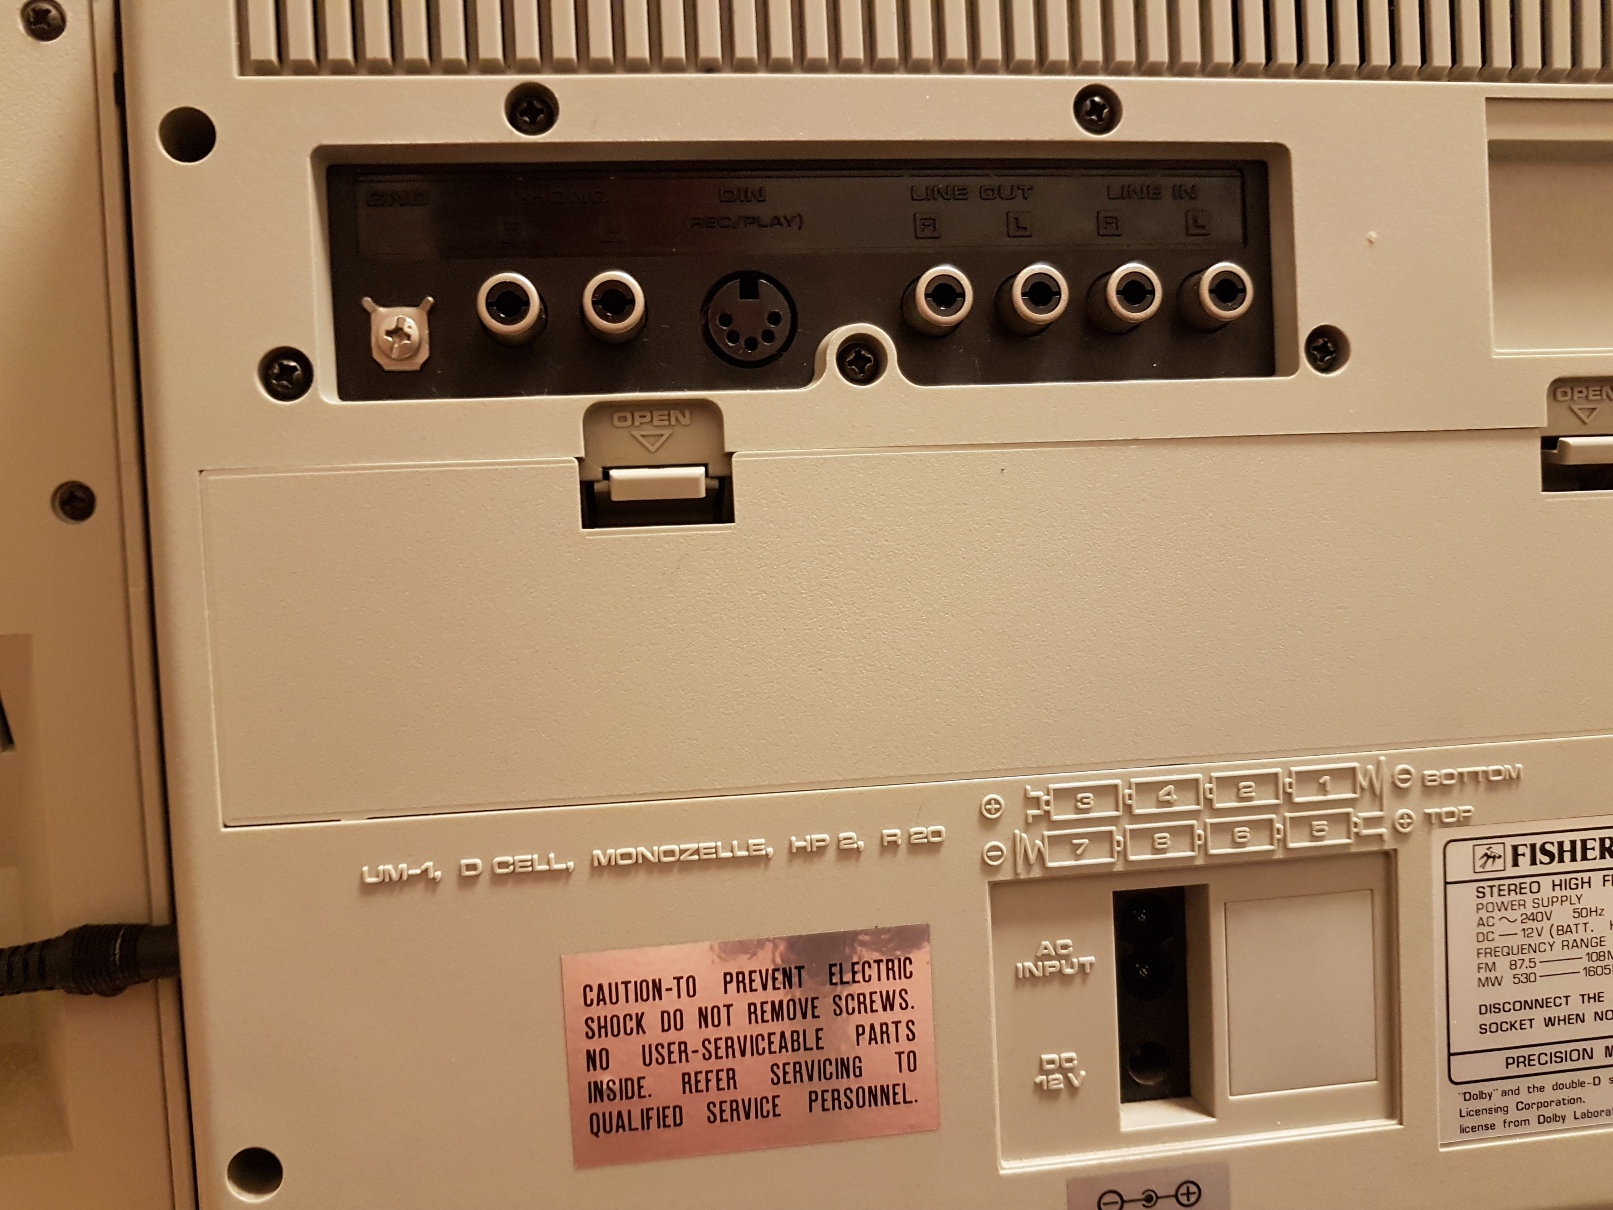 GND PHONO DIN LINE OUT LINE IN
R L (REC/PLAY) R L R L
OPEN
OPEN
⊕ 3 4 2 1 ⊖ BOTTOM
⊖ 7 8 6 5 ⊕ TOP
UM-1, D CELL, MONOZELLE, HP 2, R 20
CAUTION-TO PREVENT ELECTRIC
SHOCK DO NOT REMOVE SCREWS.
NO USER-SERVICEABLE PARTS
INSIDE. REFER SERVICING TO
QUALIFIED SERVICE PERSONNEL.
AC
INPUT
DC
12V
FISHER
STEREO HIGH
POWER SUPPLY
AC ~ 240V 50Hz
DC — 12V (BATT.
FREQUENCY RANGE
FM 87.5 — 108
MW 530 — 1605
DISCONNECT THE
SOCKET WHEN
PRECISION
"Dolby" and the double-D
Licensing Corporation.
license from Dolby